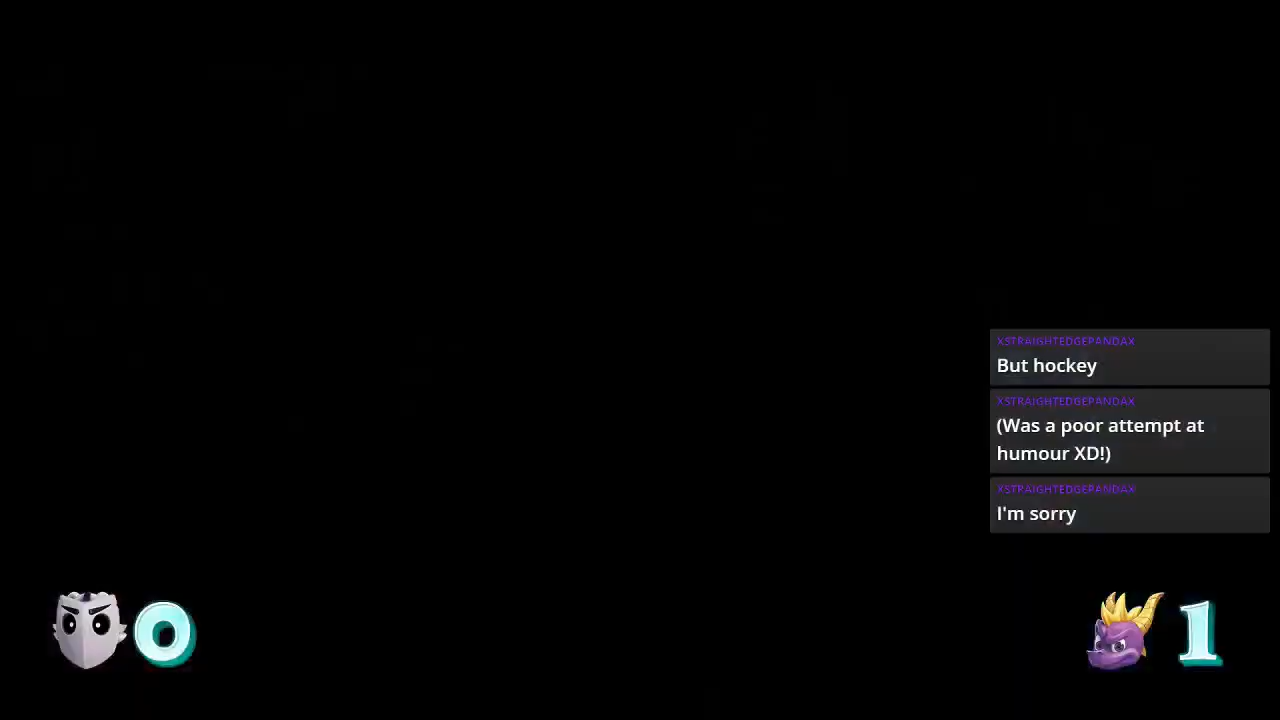 XSTRAIGHTEDGEPANDAX
But hockey
XSTRAIGHTEDGEPANDAX
(Was a poor attempt at
humour XD!)
XSTRAIGHTEDGEPANDAX
I'm sorry
0
1